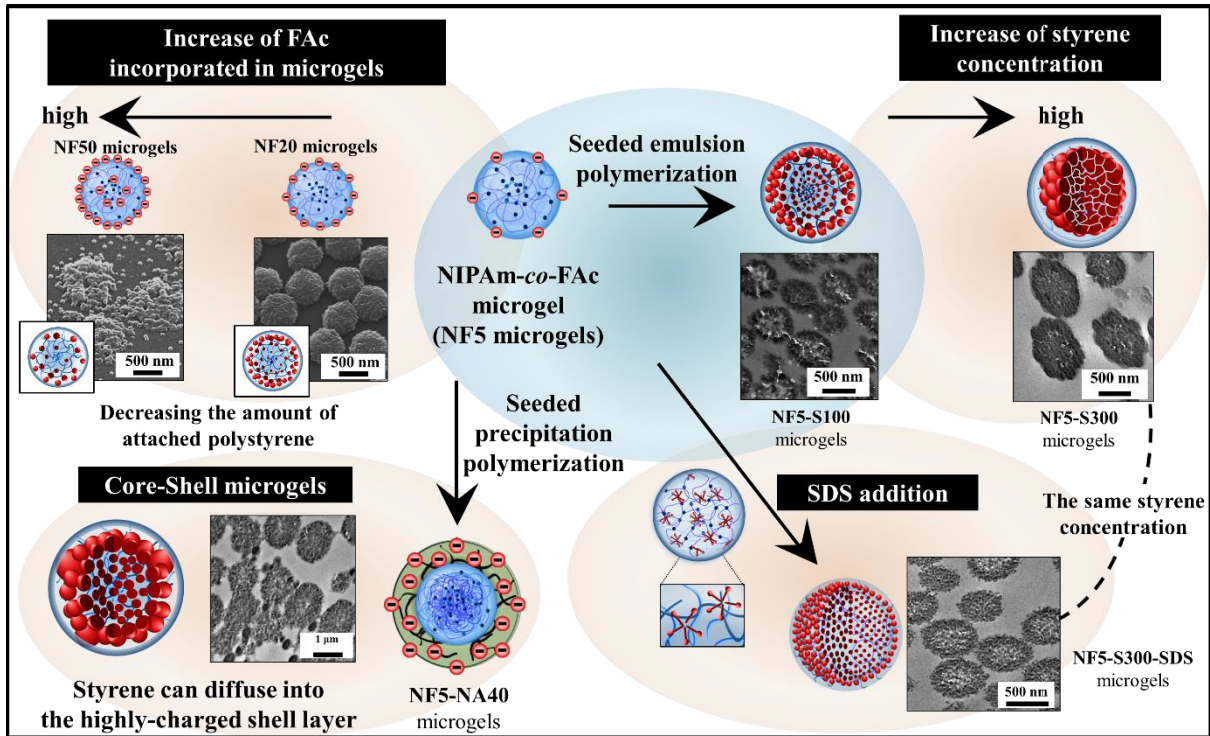 Increase of FAc
incorporated in microgels
high
NF50 microgels
NF20 microgels
500 nm
500 nm
Decreasing the amount of
attached polystyrene
Seeded emulsion
polymerization
NIPAm-co-FAc
microgel
(NF5 microgels)
500 nm
NF5-S100
microgels
Increase of styrene
concentration
high
500 nm
NF5-S300
microgels
The same styrene
concentration
Seeded
precipitation
polymerization
Core-Shell microgels
1 μm
Styrene can diffuse into
the highly-charged shell layer
NF5-NA40
microgels
SDS addition
500 nm
NF5-S300-SDS
microgels